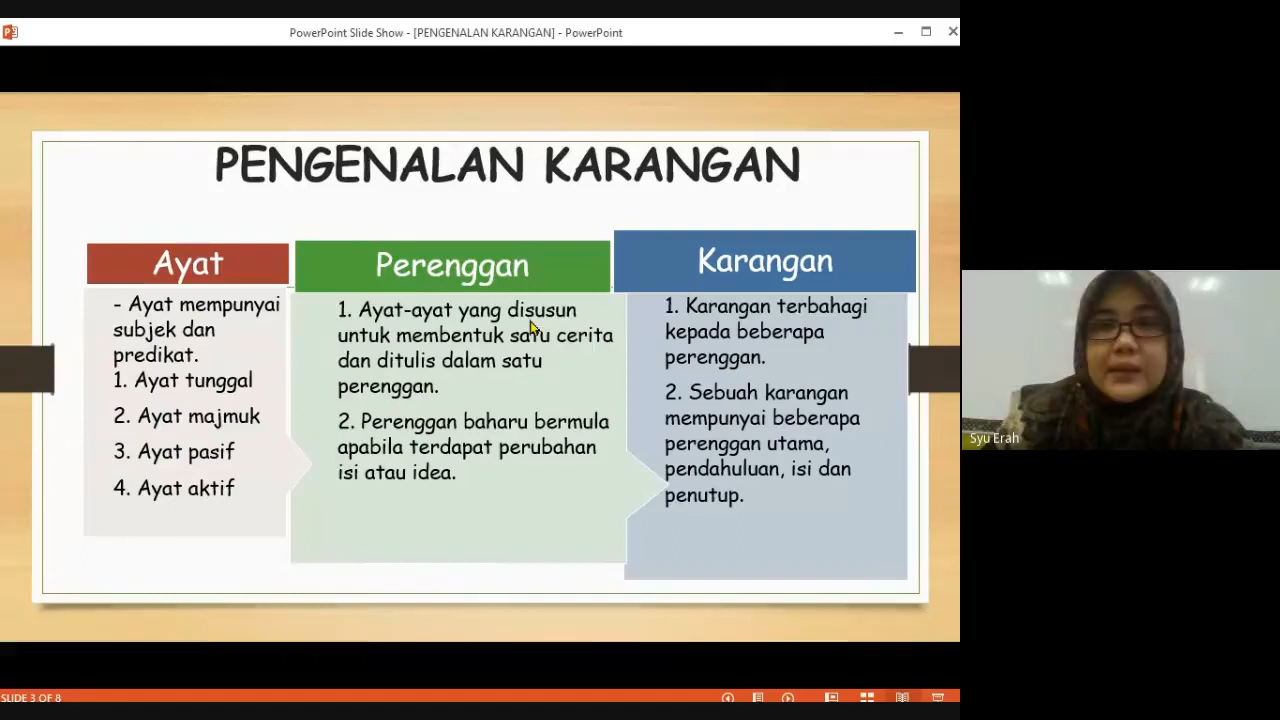 PowerPoint Slide Show - [PENGENALAN KARANGAN] - PowerPoint
PENGENALAN KARANGAN
Ayat
- Ayat mempunyai
subjek dan
predikat.
1. Ayat tunggal
2. Ayat majmuk
3. Ayat pasif
4. Ayat aktif
Perenggan
1. Ayat-ayat yang disusun
untuk membentuk satu cerita
dan ditulis dalam satu
perenggan.
2. Perenggan baharu bermula
apabila terdapat perubahan
isi atau idea.
Karangan
1. Karangan terbahagi
kepada beberapa
perenggan.
2. Sebuah karangan
mempunyai beberapa
perenggan utama,
pendahuluan, isi dan
penutup.
Syu Erah
SLIDE 3 OF 8